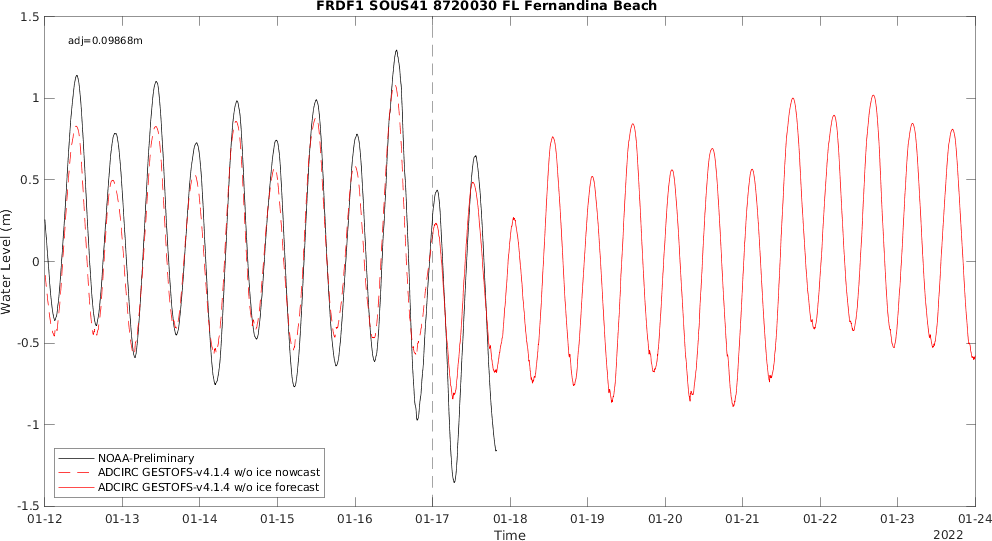 FRDF1 SOUS41 8720030 FL Fernandina Beach
adj=0.09868m
1.5
1
0.5
0
-0.5
-1
-1.5
Water Level (m)
NOAA-Preliminary
ADCIRC GESTOFS-v4.1.4 w/o ice nowcast
ADCIRC GESTOFS-v4.1.4 w/o ice forecast
01-12 01-13 01-14 01-15 01-16 01-17 01-18 01-19 01-20 01-21 01-22 01-23 01-24
Time
2022